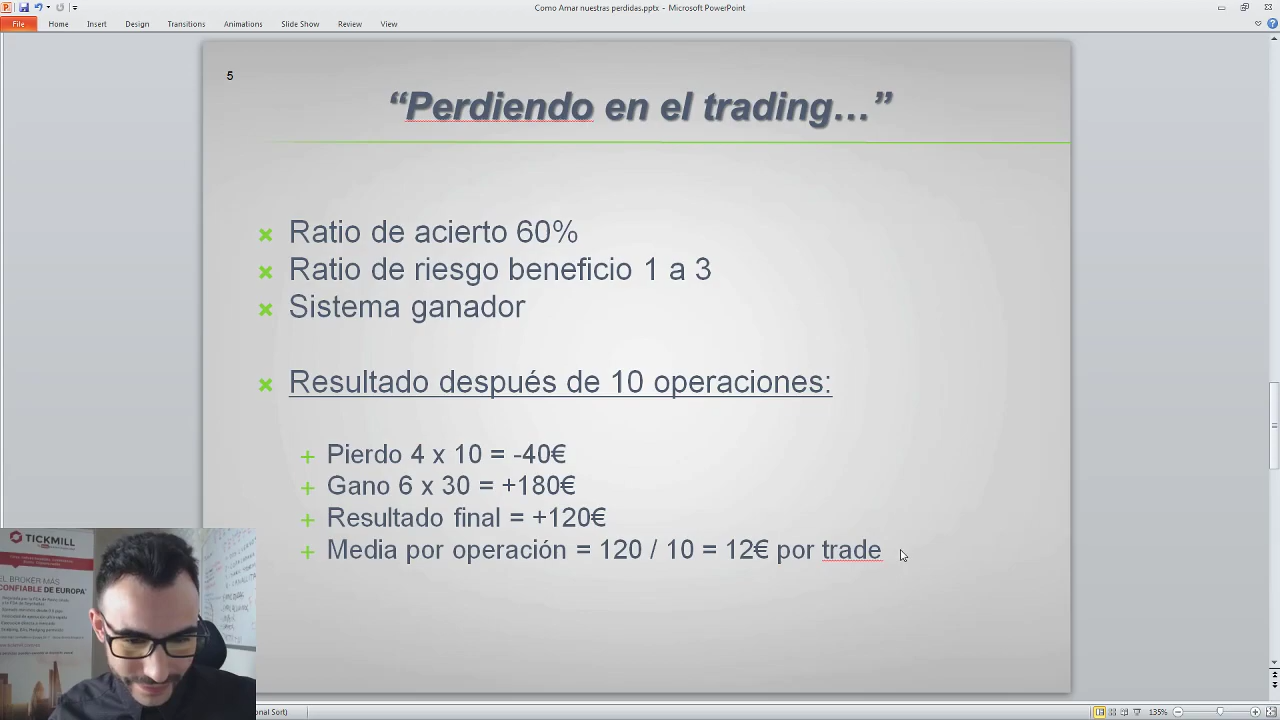 Como Amar nuestras perdidas.pptx - Microsoft PowerPoint
File Home Insert Design Transitions Animations Slide Show Review View
5
“Perdiendo en el trading…”
Ratio de acierto 60%
Ratio de riesgo beneficio 1 a 3
Sistema ganador
Resultado después de 10 operaciones:
Pierdo 4 x 10 = -40€
Gano 6 x 30 = +180€
Resultado final = +120€
Media por operación = 120 / 10 = 12€ por trade
TICKMILL
EL BROKER MÁS
CONFIABLE DE EUROPA
onal Sort)
135%